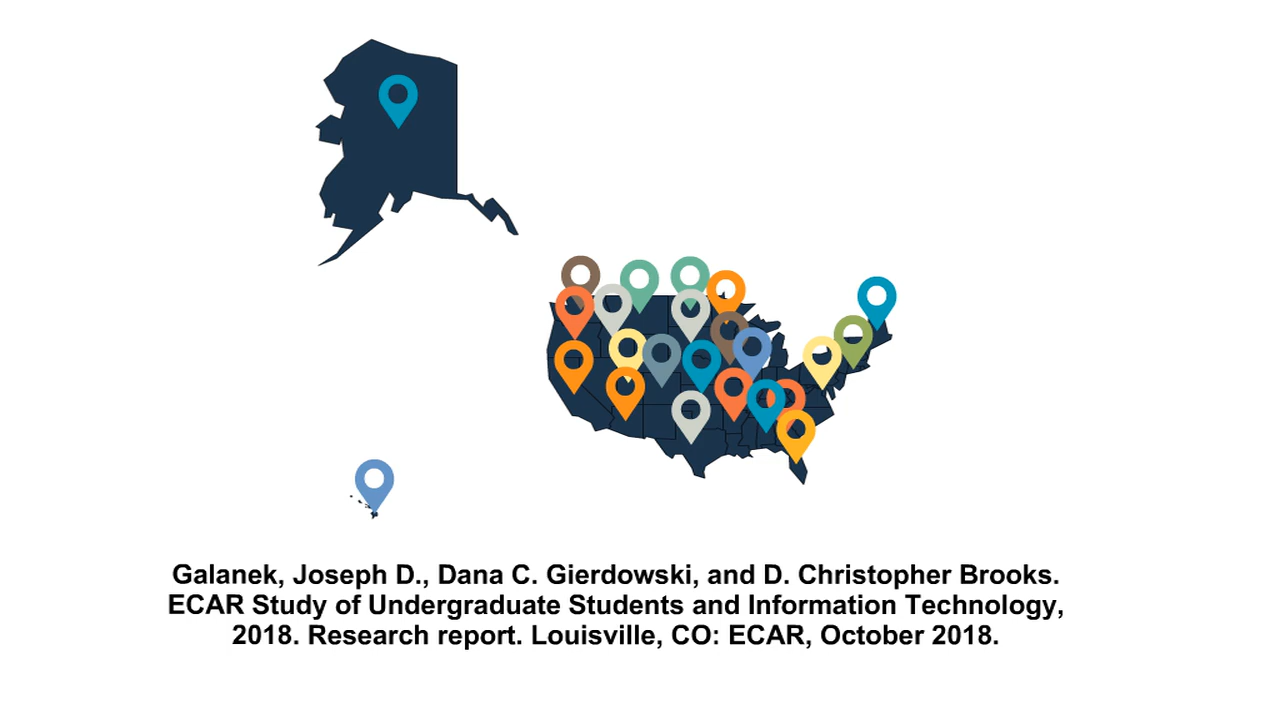 Galanek, Joseph D., Dana C. Gierdowski, and D. Christopher Brooks.
ECAR Study of Undergraduate Students and Information Technology,
2018. Research report. Louisville, CO: ECAR, October 2018.